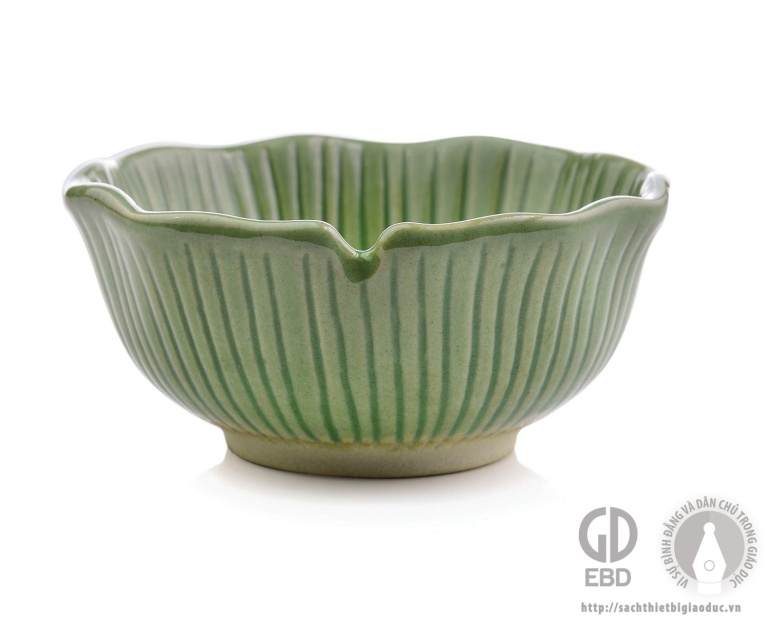 GD
EBD
VÌ SỰ BÌNH ĐẲNG VÀ DÂN CHỦ TRONG GIÁO DỤC
http://sachthietbigiaoduc.vn